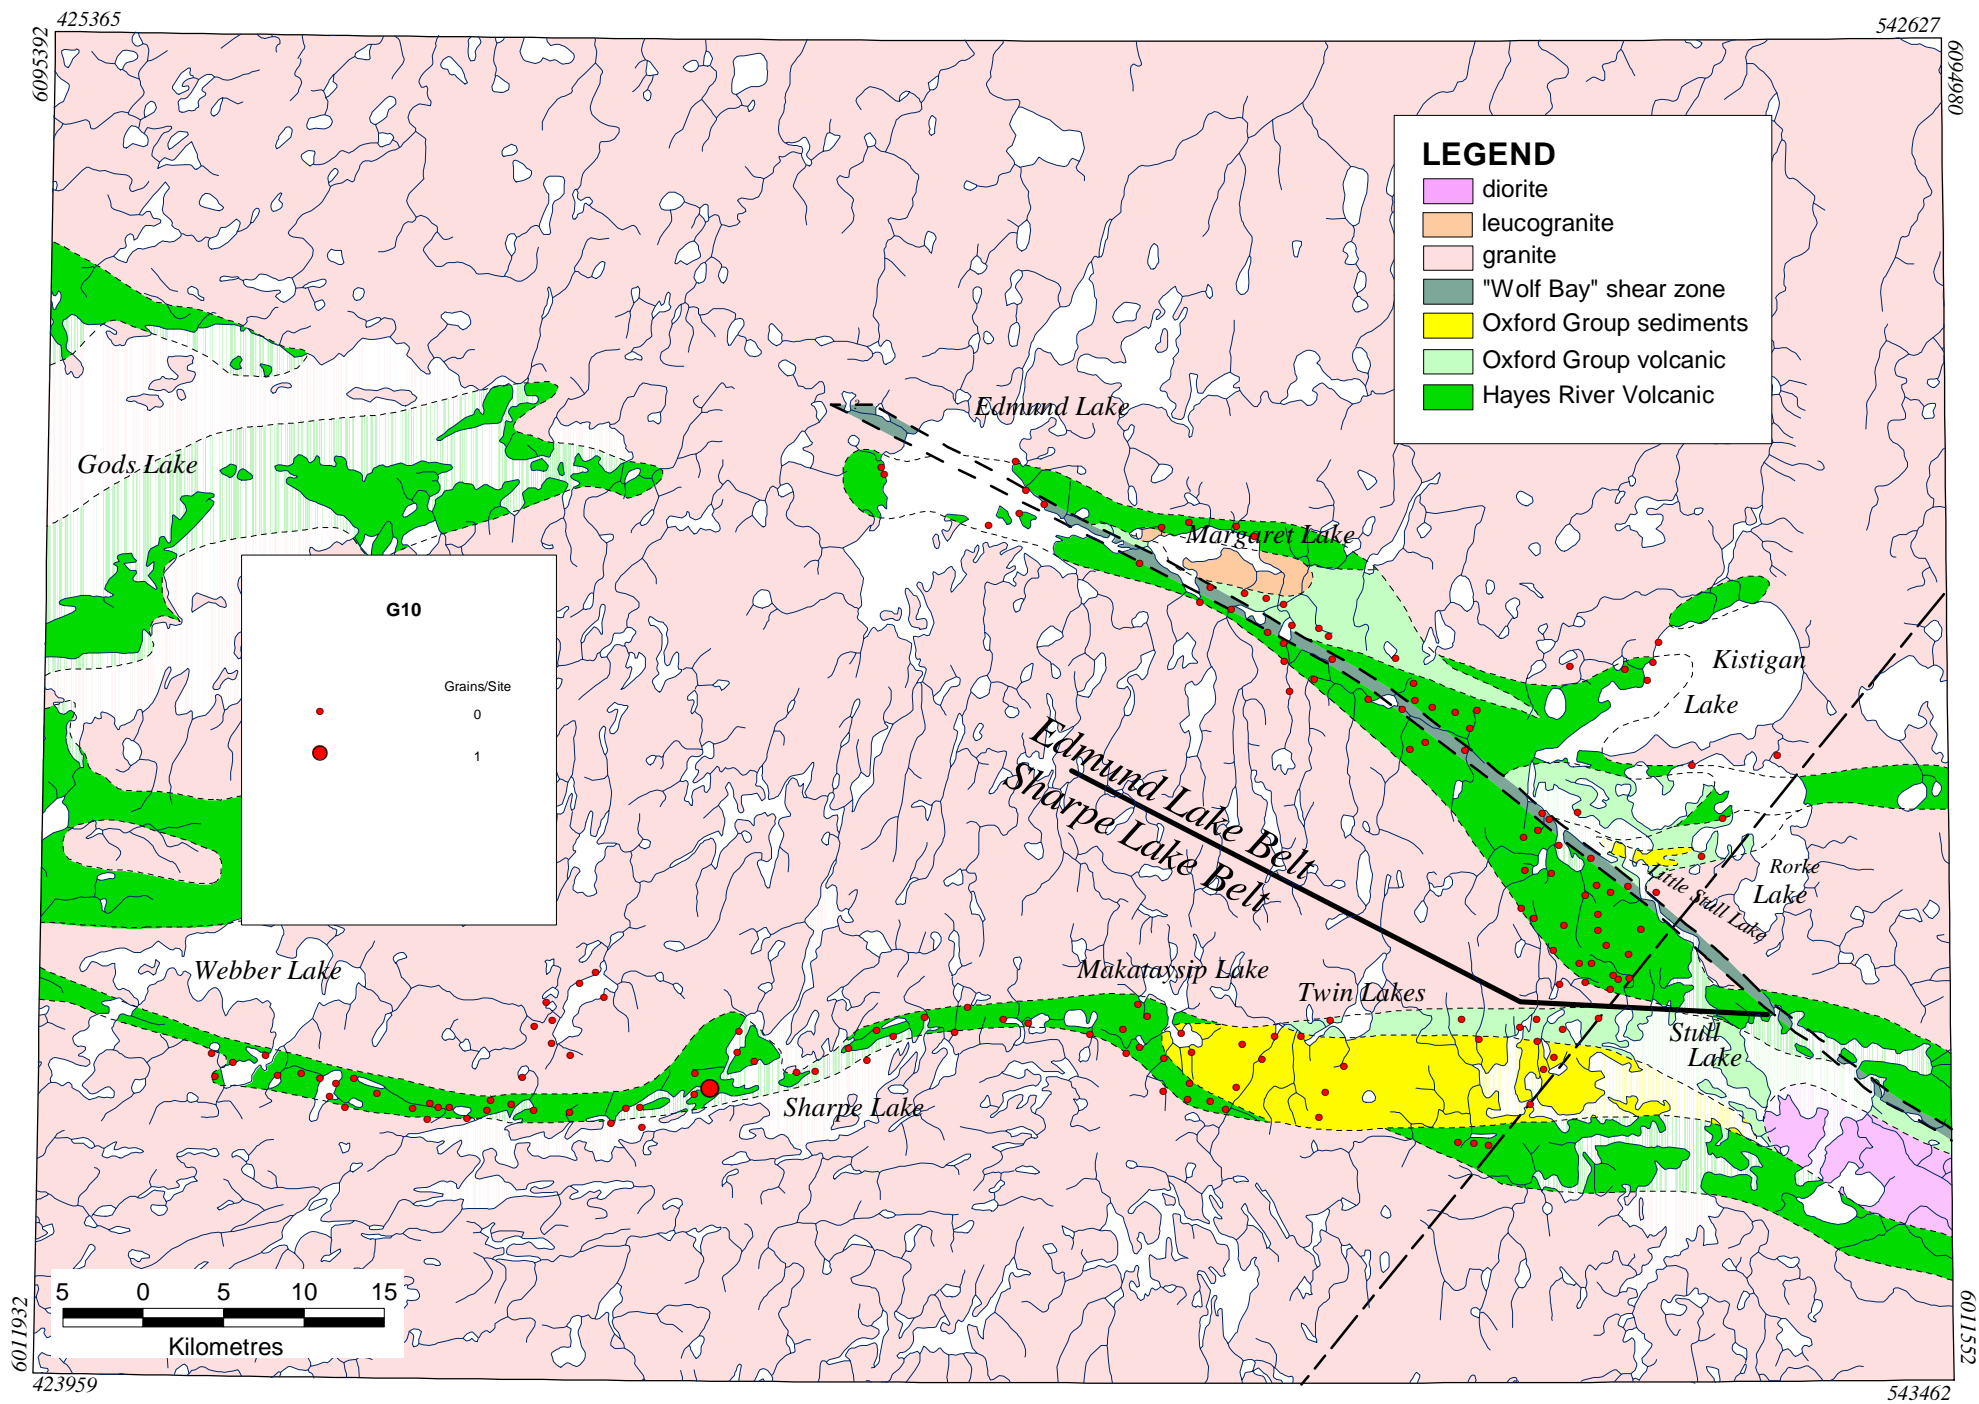 425365
542627
6095392
6094980
LEGEND
diorite
leucogranite
granite
"Wolf Bay" shear zone
Oxford Group sediments
Oxford Group volcanic
Hayes River Volcanic
Edmund Lake
Gods Lake
Margaret Lake
G10
Grains/Site
0
1
Kistigan
Lake
Edmund Lake Belt
Sharpe Lake Belt
Rorke
Lake
Little Stull Lake
Webber Lake
Makataysip Lake
Twin Lakes
Stull
Lake
Sharpe Lake
5 0 5 10 15
Kilometres
6011932
6011552
423959
543462